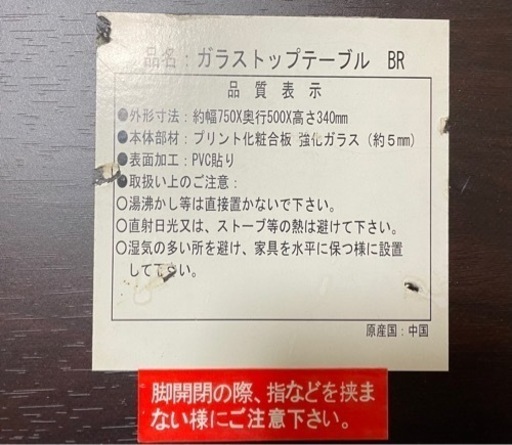 品名：ガラストップテーブル BR
品質表示
●外形寸法：約幅750X奥行500X高さ340mm
●本体部材：プリント化粧合板 強化ガラス（約5mm）
●表面加工：PVC貼り
●取扱い上のご注意：
○湯沸かし等は直接置かないで下さい。
○直射日光又は、ストーブ等の熱は避けて下さい。
○湿気の多い所を避け、家具を水平に保つ様に設置
して下さい。
原産国：中国
脚開閉の際、指などを挟ま
ない様にご注意下さい。